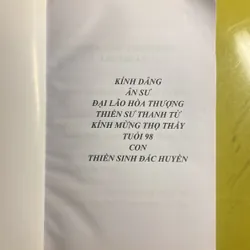 KÍNH DÂNG
ÂN SƯ
ĐẠI LÃO HÒA THƯỢNG
THIỀN SƯ THANH TỪ
KÍNH MỪNG THỌ THẦY
TUỔI 98
CON
THIỀN SINH ĐẮC HUYỀN